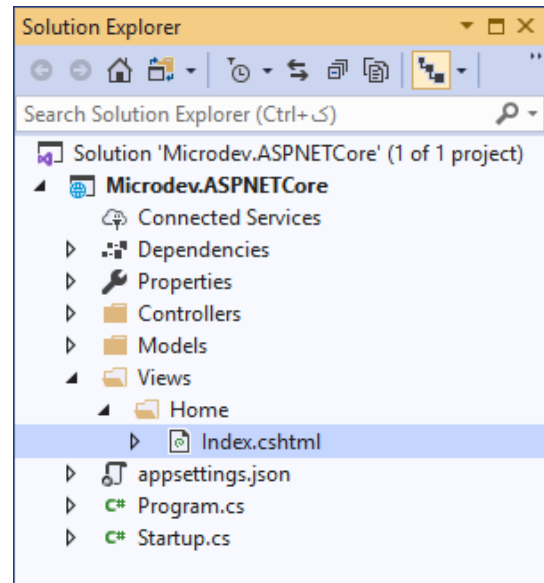 Solution Explorer
Search Solution Explorer (Ctrl+ک)
Solution 'Microdev.ASPNETCore' (1 of 1 project)
Microdev.ASPNETCore
Connected Services
Dependencies
Properties
Controllers
Models
Views
Home
Index.cshtml
appsettings.json
C# Program.cs
C# Startup.cs